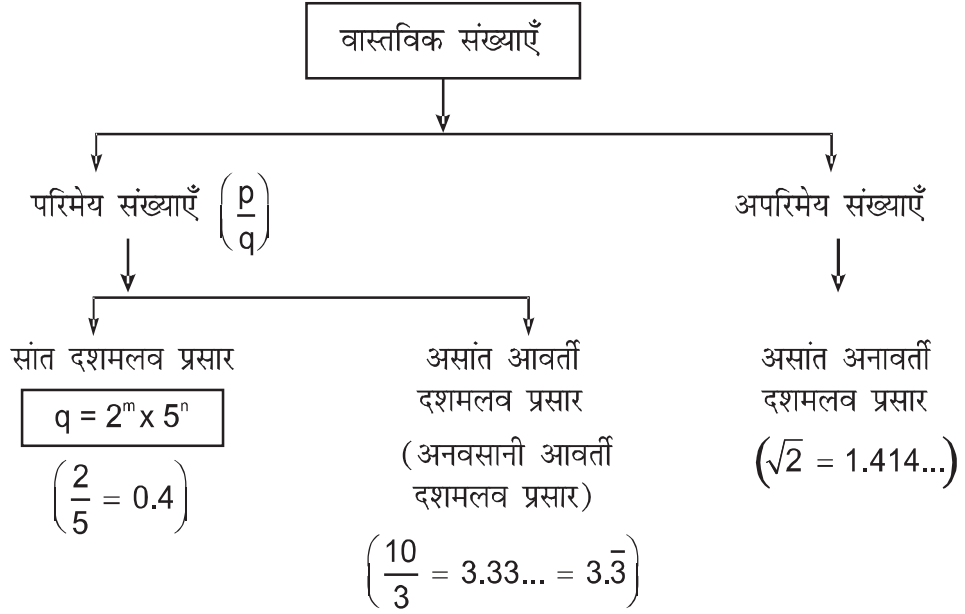 वास्तविक संख्याएँ
परिमेय संख्याएँ (p/q)
अपरिमेय संख्याएँ
सांत दशमलव प्रसार
q = 2^m x 5^n
(2/5 = 0.4)
असांत आवर्ती
दशमलव प्रसार
(अनवसानी आवर्ती
दशमलव प्रसार)
(10/3 = 3.33... = 3.3̅)
असांत अनावर्ती
दशमलव प्रसार
(√2 = 1.414...)